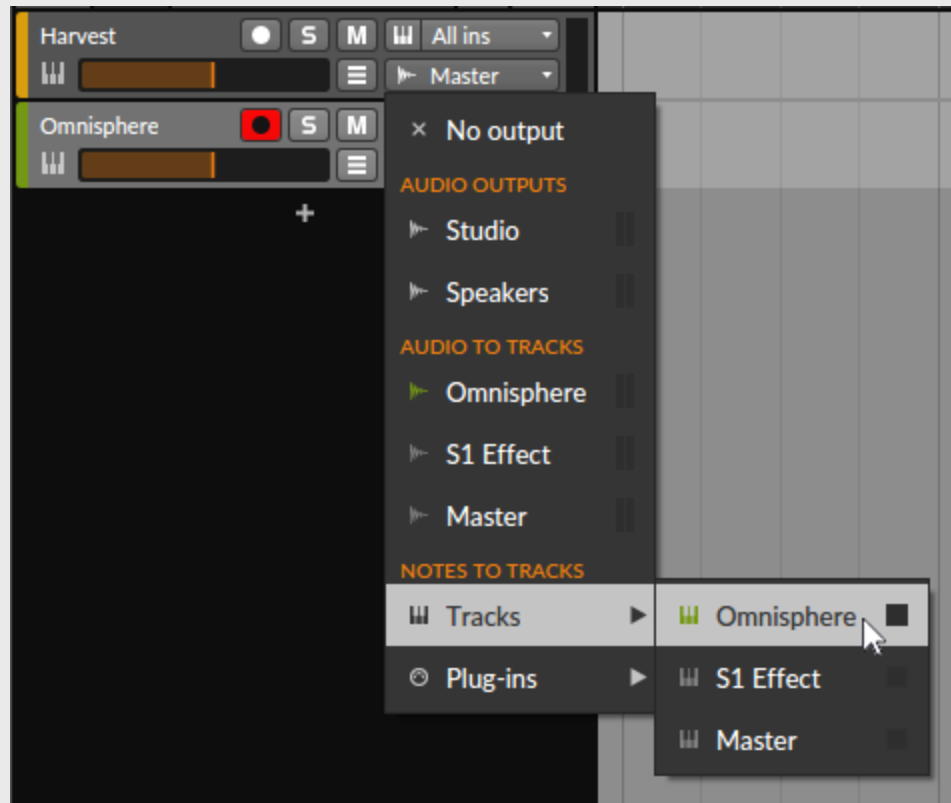 Harvest S M All ins
Master
Omnisphere S M
No output
AUDIO OUTPUTS
Studio
Speakers
AUDIO TO TRACKS
Omnisphere
S1 Effect
Master
NOTES TO TRACKS
Tracks
Plug-ins
Omnisphere
S1 Effect
Master